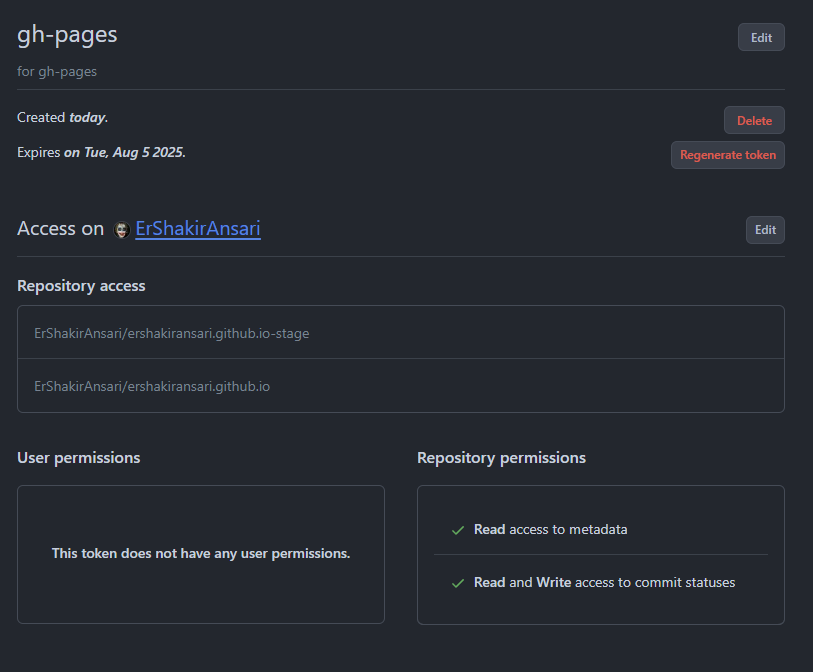 gh-pages
Edit
for gh-pages
Created today.
Delete
Expires on Tue, Aug 5 2025.
Regenerate token
Access on ErShakirAnsari
Edit
Repository access
ErShakirAnsari/ershakiransari.github.io-stage
ErShakirAnsari/ershakiransari.github.io
User permissions
This token does not have any user permissions.
Repository permissions
Read access to metadata
Read and Write access to commit statuses